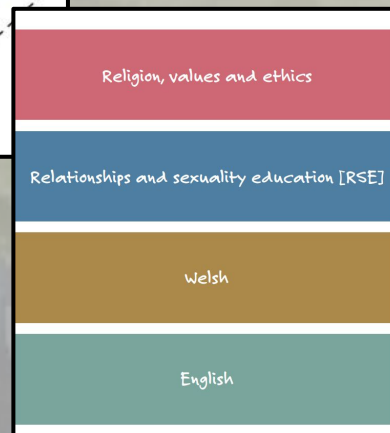 Religion, values and ethics
Relationships and sexuality education [RSE]
Welsh
English